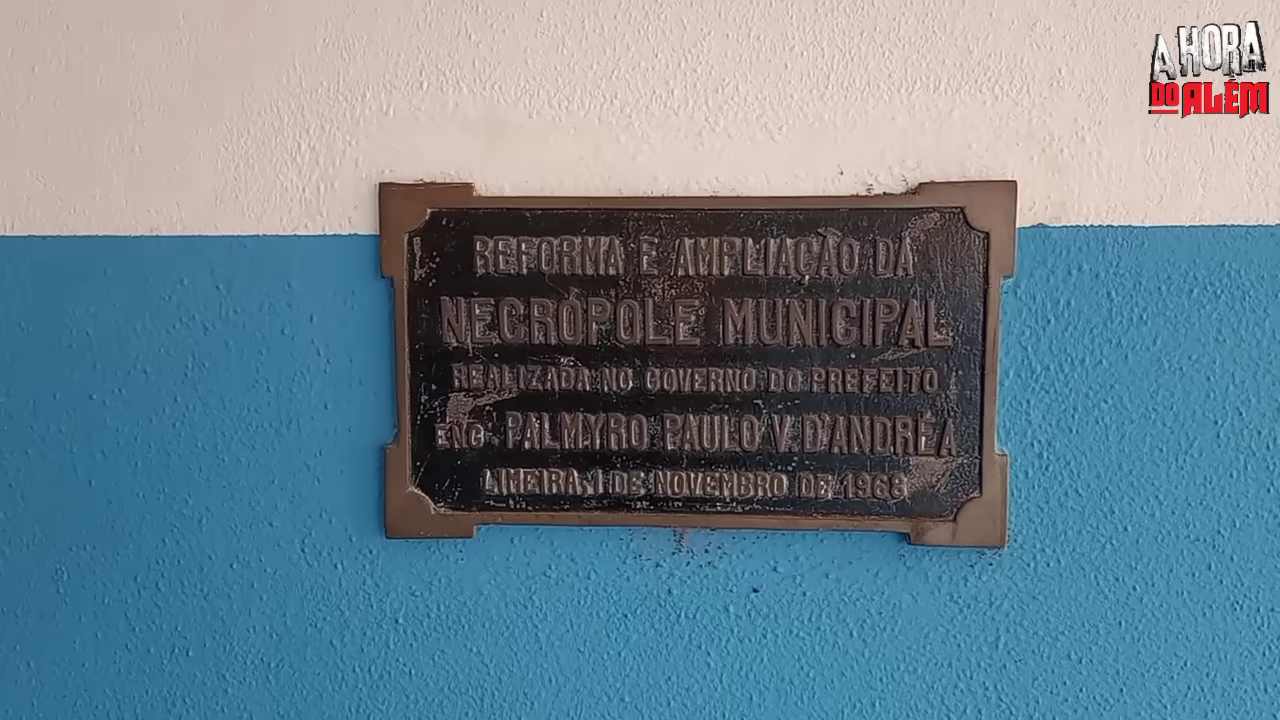 A HORA
DO ALÉM
REFORMA E AMPLIAÇÃO DA
NECRÓPOLE MUNICIPAL
REALIZADA NO GOVERNO DO PREFEITO
ENG. PALMYRO PAULO V. D'ANDRÉA
LIMEIRA, 1 DE NOVEMBRO DE 1968